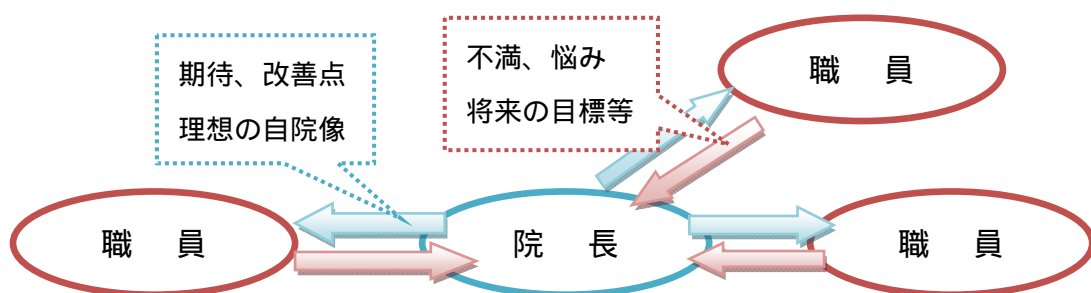 期待、改善点
理想の自院像
不満、悩み
将来の目標等
職 員
職 員
院 長
職 員